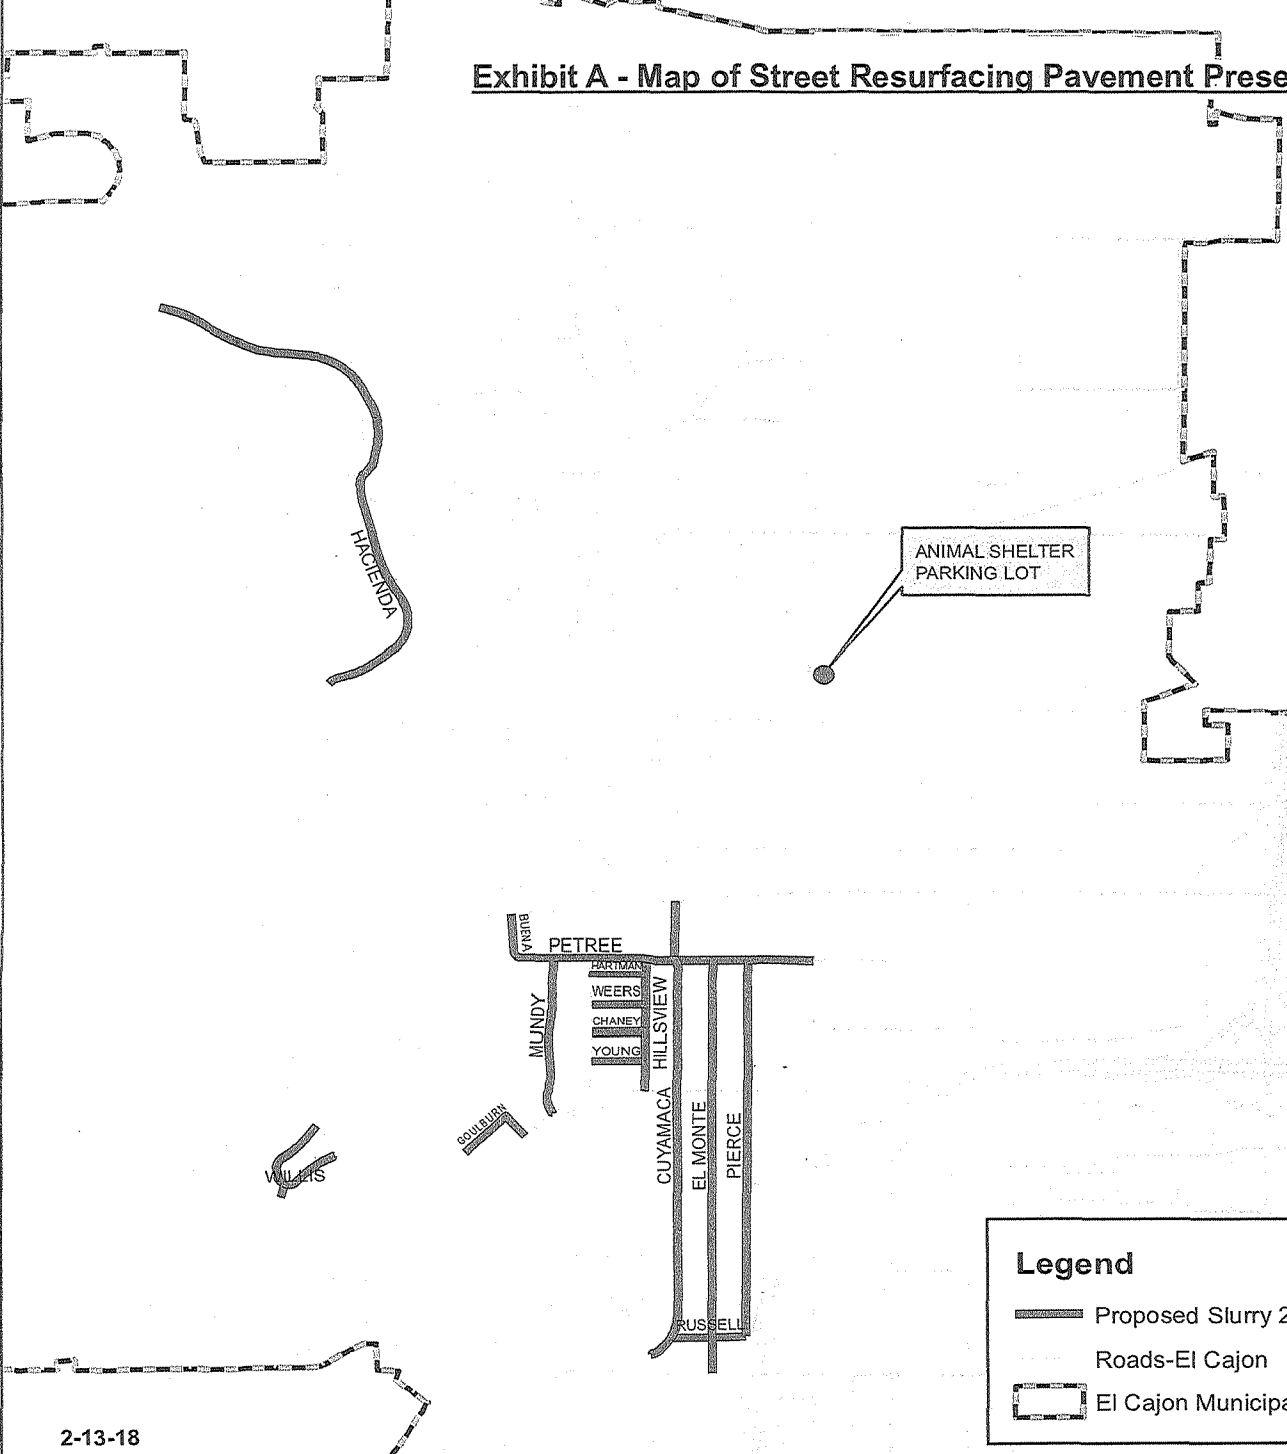 Exhibit A - Map of Street Resurfacing Pavement Prese
HACIENDA
ANIMAL SHELTER
PARKING LOT
BUENA
PETREE
HARTMAN
WEERS
CHANEY
YOUNG
MUNDY
HILLSVIEW
CUYAMACA
EL MONTE
PIERCE
GOULBURN
WILLIS
RUSSELL
Legend
Proposed Slurry 2
Roads-El Cajon
El Cajon Municipa
2-13-18